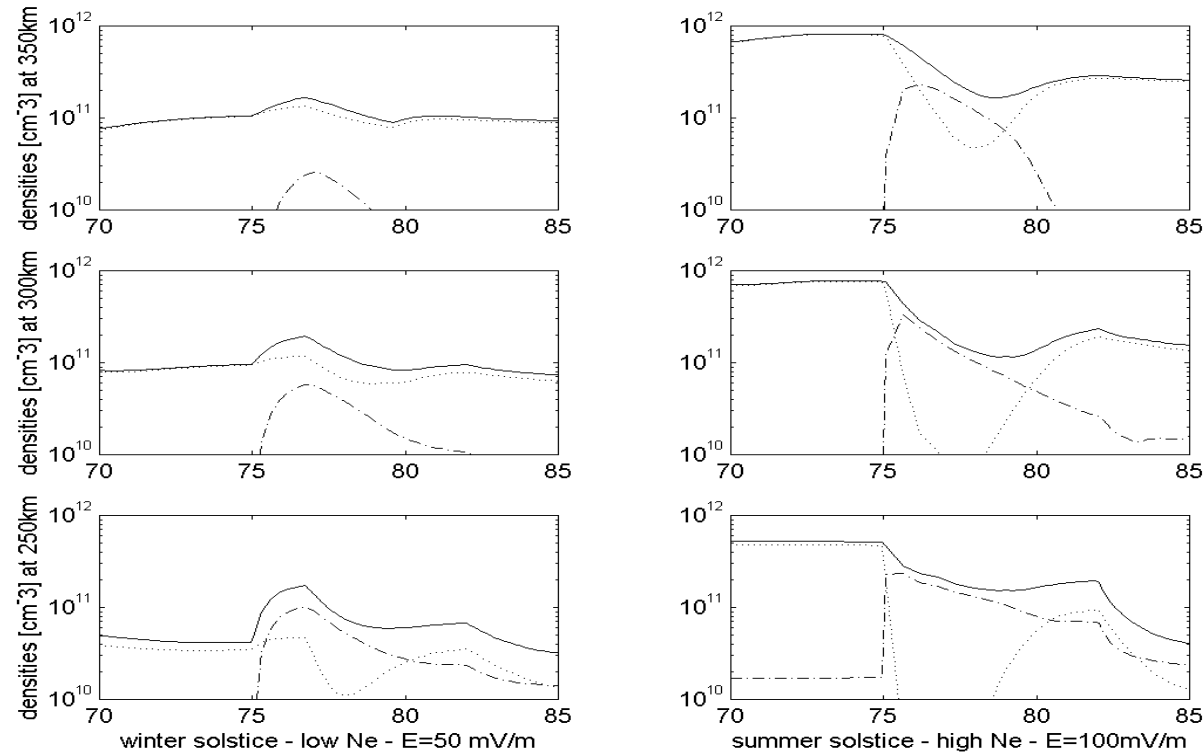 densities [cm^-3] at 350km
10^12
10^11
10^10
70 75 80 85
10^12
10^11
10^10
70 75 80 85
densities [cm^-3] at 300km
10^12
10^11
10^10
70 75 80 85
10^12
10^11
10^10
70 75 80 85
densities [cm^-3] at 250km
10^12
10^11
10^10
70 75 80 85
winter solstice - low Ne - E=50 mV/m
10^12
10^11
10^10
70 75 80 85
summer solstice - high Ne - E=100mV/m